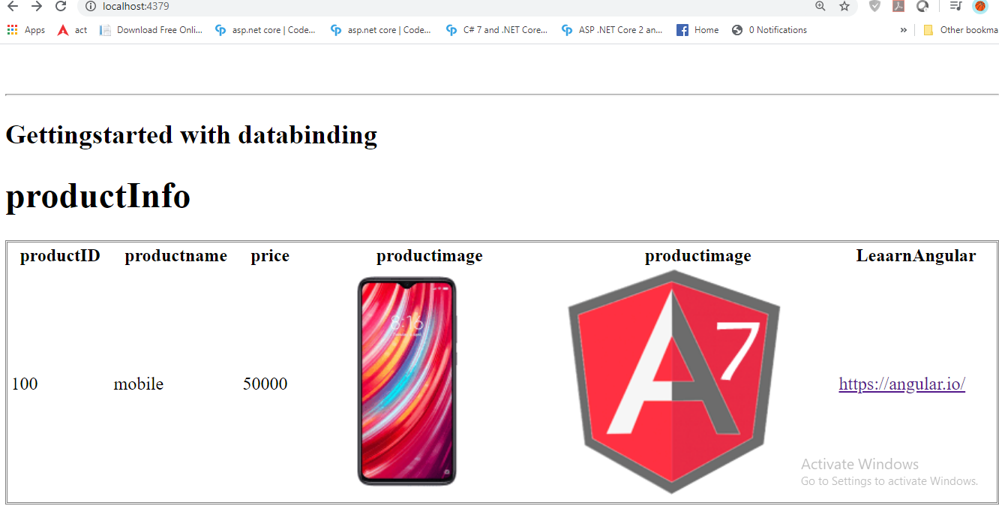 localhost:4379
Apps act Download Free Onli... asp.net core | Code... asp.net core | Code... C# 7 and .NET Core... ASP .NET Core 2 an... Home 0 Notifications » Other bookma
Gettingstarted with databinding
productInfo
productID productname price productimage productimage LeaarnAngular
8:16
A 7
100 mobile 50000 https://angular.io/
Activate Windows
Go to Settings to activate Windows.